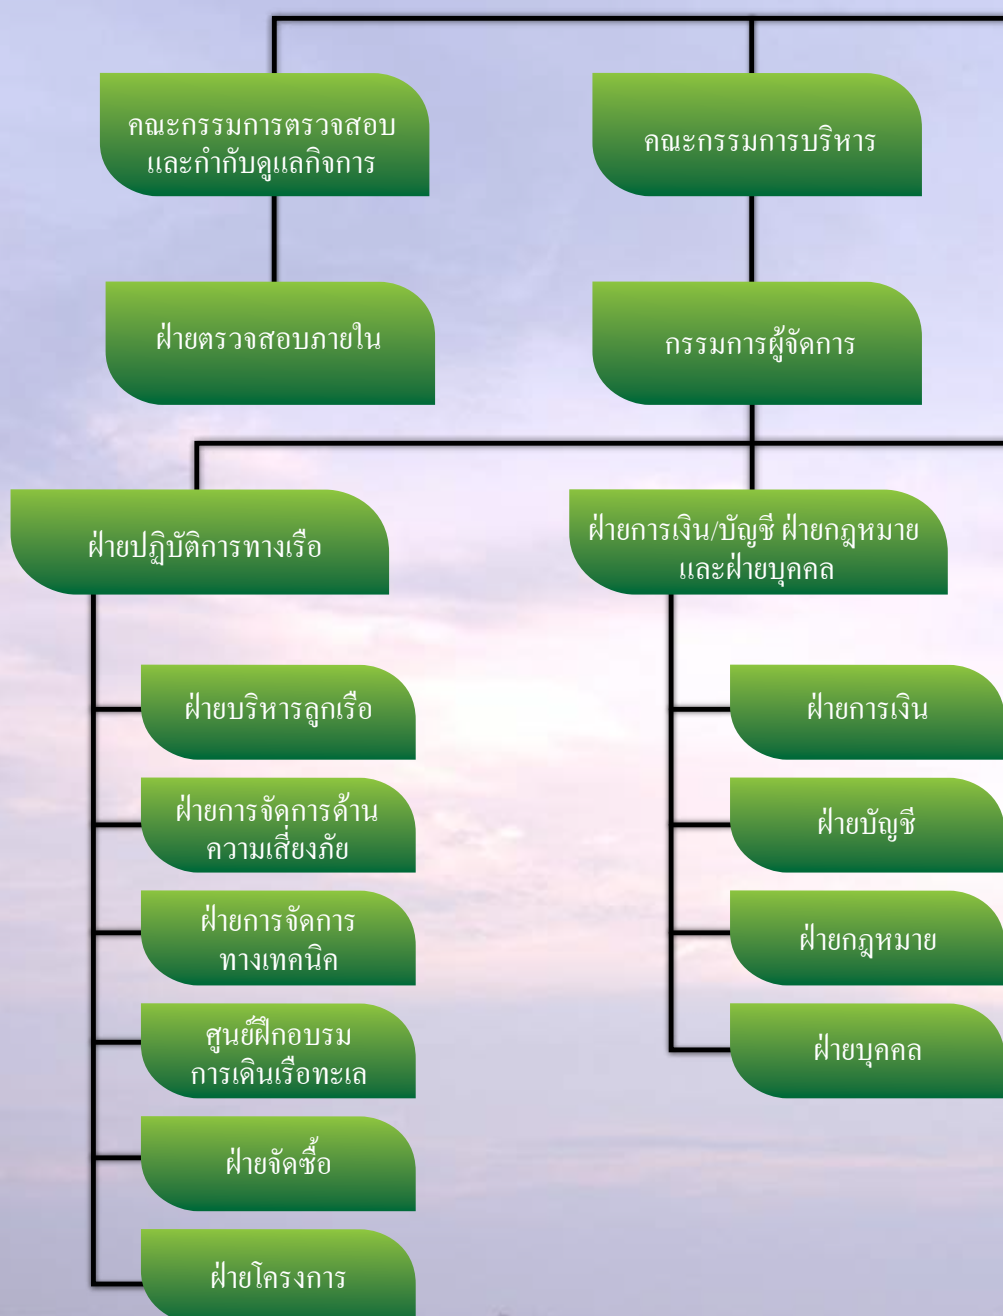 คณะกรรมการตรวจสอบ
และกำกับดูแลกิจการ
คณะกรรมการบริหาร
ฝ่ายตรวจสอบภายใน
กรรมการผู้จัดการ
ฝ่ายปฏิบัติการทางเรือ
ฝ่ายการเงิน/บัญชี ฝ่ายกฎหมาย
และฝ่ายบุคคล
ฝ่ายบริหารลูกเรือ
ฝ่ายการจัดการด้าน
ความเสี่ยงภัย
ฝ่ายการจัดการ
ทางเทคนิค
ศูนย์ฝึกอบรม
การเดินเรือทะเล
ฝ่ายจัดซื้อ
ฝ่ายโครงการ
ฝ่ายการเงิน
ฝ่ายบัญชี
ฝ่ายกฎหมาย
ฝ่ายบุคคล